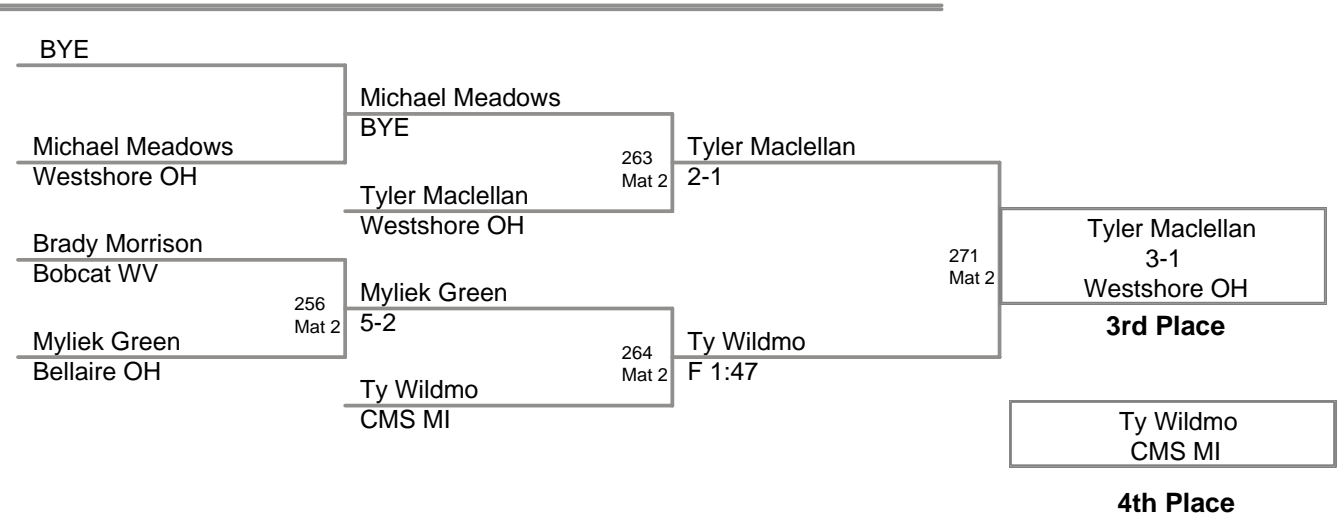 BYE
Michael Meadows
BYE
Michael Meadows
Westshore OH
263
Mat 2
Tyler Maclellan
2-1
Tyler Maclellan
Westshore OH
Brady Morrison
Bobcat WV
256
Mat 2
Myliek Green
5-2
Myliek Green
Bellaire OH
264
Mat 2
Ty Wildmo
F 1:47
Ty Wildmo
CMS MI
271
Mat 2
Tyler Maclellan
3-1
Westshore OH
3rd Place
Ty Wildmo
CMS MI
4th Place